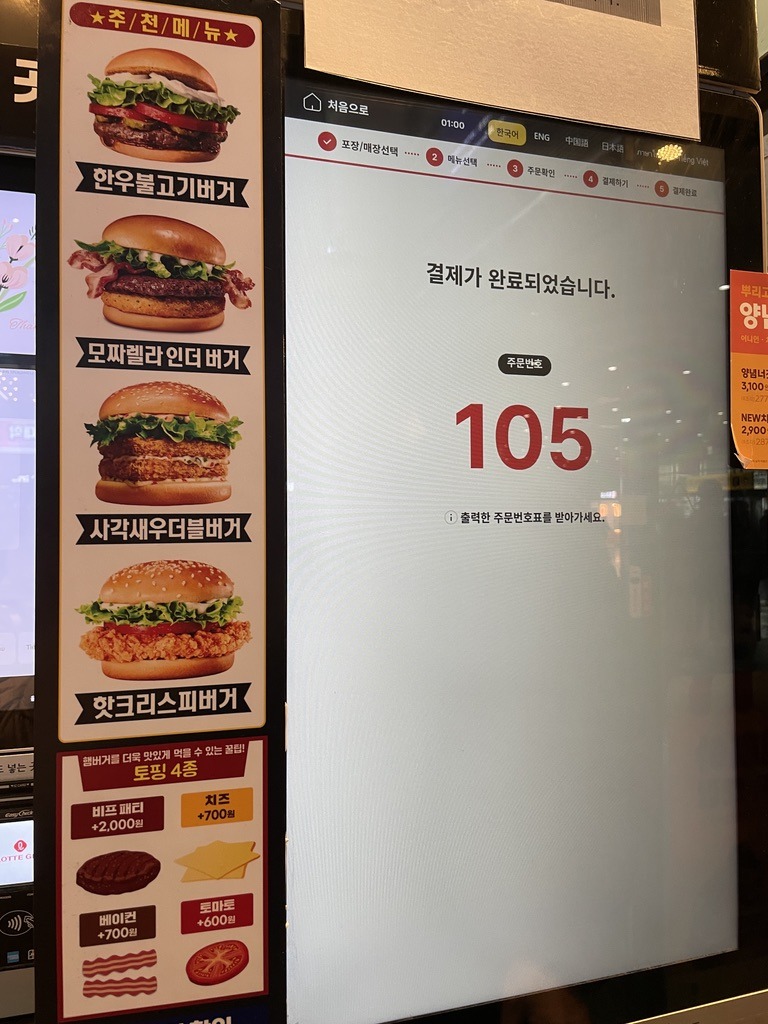 ★추/천/메/뉴★
한우불고기버거
모짜렐라 인 더 버거
사각새우더블버거
핫크리스피버거
햄버거를 더욱 맛있게 먹을 수 있는 꿀팁!
토핑 4종
비프 패티
+2,000원
치즈
+700원
베이컨
+700원
토마토
+600원
처음으로
01:00
한국어
ENG
中国語
日本語
포장/매장선택
2 메뉴선택
3 주문확인
4 결제하기
5 결제완료
결제가 완료되었습니다.
주문번호
105
출력한 주문번호표를 받아가세요.
3,100
2,900